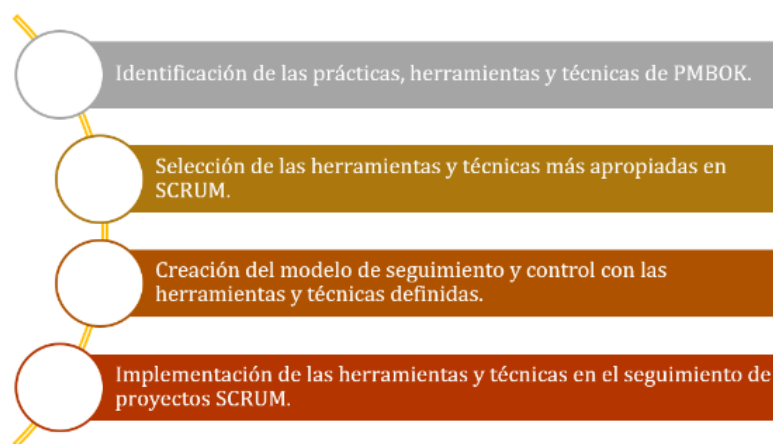 Identificación de las prácticas, herramientas y técnicas de PMBOK.
Selección de las herramientas y técnicas más apropiadas en
SCRUM.
Creación del modelo de seguimiento y control con las
herramientas y técnicas definidas.
Implementación de las herramientas y técnicas en el seguimiento de
proyectos SCRUM.